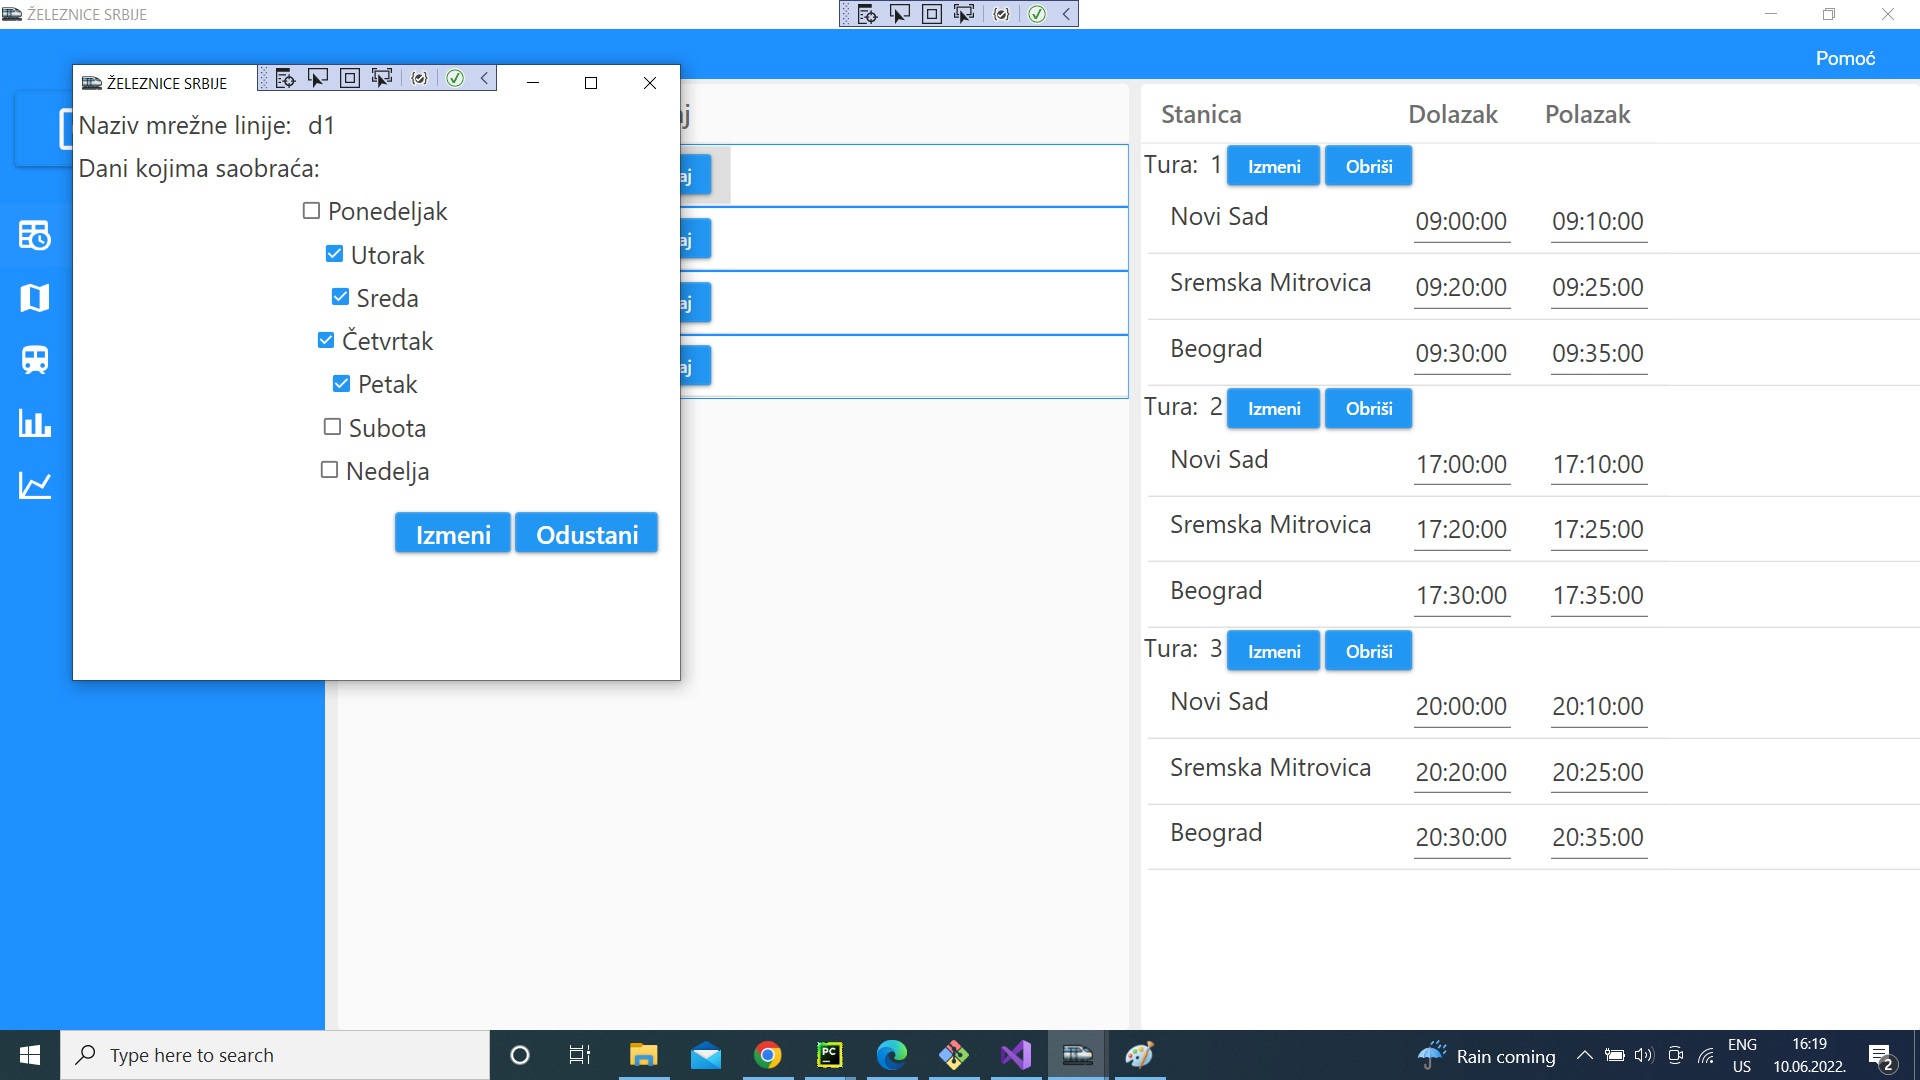 ŽELEZNICE SRBIJE
Pomoć
ŽELEZNICE SRBIJE
Naziv mrežne linije: d1
Dani kojima saobraća:
Ponedeljak
Utorak
Sreda
Četvrtak
Petak
Subota
Nedelja
Izmeni Odustani
aj
aj
aj
aj
Stanica Dolazak Polazak
Tura: 1 Izmeni Obriši
Novi Sad 09:00:00 09:10:00
Sremska Mitrovica 09:20:00 09:25:00
Beograd 09:30:00 09:35:00
Tura: 2 Izmeni Obriši
Novi Sad 17:00:00 17:10:00
Sremska Mitrovica 17:20:00 17:25:00
Beograd 17:30:00 17:35:00
Tura: 3 Izmeni Obriši
Novi Sad 20:00:00 20:10:00
Sremska Mitrovica 20:20:00 20:25:00
Beograd 20:30:00 20:35:00
Type here to search
PC
Rain coming
ENG
US
16:19
10.06.2022.
2